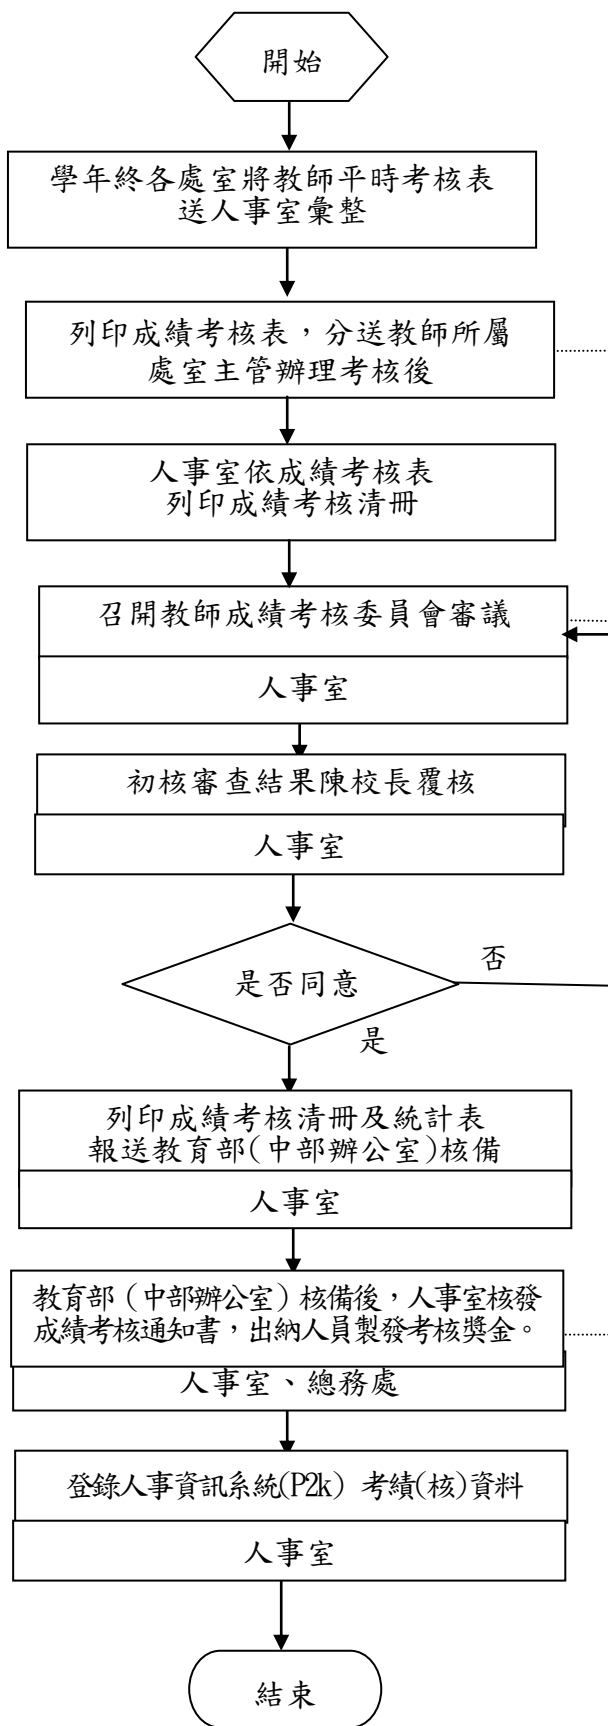 開始
學年終各處室將教師平時考核表
送人事室彙整
列印成績考核表，分送教師所屬
處室主管辦理考核後
人事室依成績考核表
列印成績考核清冊
召開教師成績考核委員會審議
人事室
初核審查結果陳校長覆核
人事室
是否同意
否
是
列印成績考核清冊及統計表
報送教育部(中部辦公室)核備
人事室
教育部（中部辦公室）核備後，人事室核發
成績考核通知書，出納人員製發考核獎金。
人事室、總務處
登錄人事資訊系統(P2k) 考績(核)資料
人事室
結束